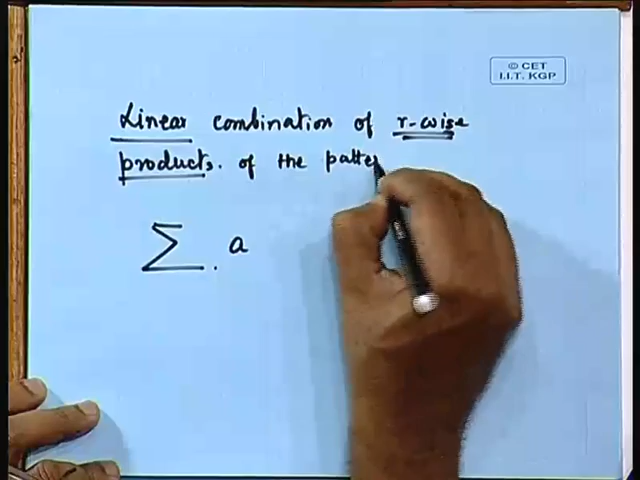 © CET
I.I.T. KGP
Linear combination of r-wise
products. of the patte
∑ a